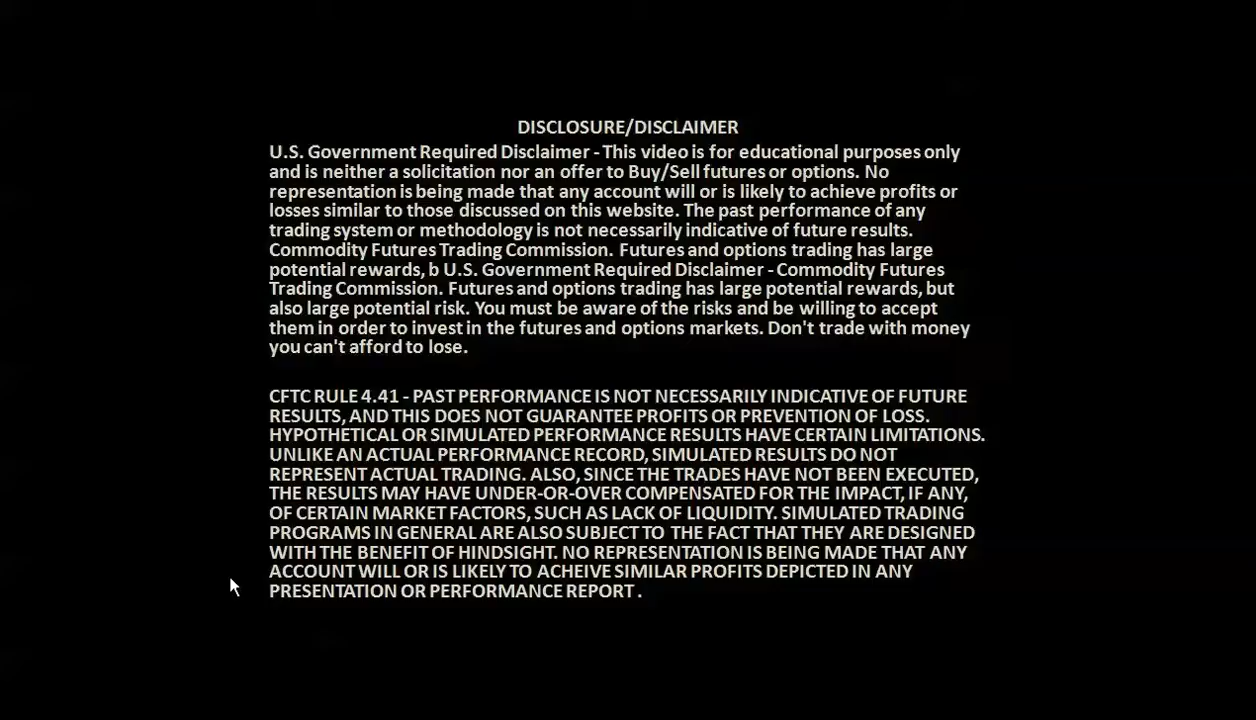 DISCLOSURE/DISCLAIMER
U.S. Government Required Disclaimer - This video is for educational purposes only
and is neither a solicitation nor an offer to Buy/Sell futures or options. No
representation is being made that any account will or is likely to achieve profits or
losses similar to those discussed on this website. The past performance of any
trading system or methodology is not necessarily indicative of future results.
Commodity Futures Trading Commission. Futures and options trading has large
potential rewards, b U.S. Government Required Disclaimer - Commodity Futures
Trading Commission. Futures and options trading has large potential rewards, but
also large potential risk. You must be aware of the risks and be willing to accept
them in order to invest in the futures and options markets. Don't trade with money
you can't afford to lose.
CFTC RULE 4.41 - PAST PERFORMANCE IS NOT NECESSARILY INDICATIVE OF FUTURE
RESULTS, AND THIS DOES NOT GUARANTEE PROFITS OR PREVENTION OF LOSS.
HYPOTHETICAL OR SIMULATED PERFORMANCE RESULTS HAVE CERTAIN LIMITATIONS.
UNLIKE AN ACTUAL PERFORMANCE RECORD, SIMULATED RESULTS DO NOT
REPRESENT ACTUAL TRADING. ALSO, SINCE THE TRADES HAVE NOT BEEN EXECUTED,
THE RESULTS MAY HAVE UNDER-OR-OVER COMPENSATED FOR THE IMPACT, IF ANY,
OF CERTAIN MARKET FACTORS, SUCH AS LACK OF LIQUIDITY. SIMULATED TRADING
PROGRAMS IN GENERAL ARE ALSO SUBJECT TO THE FACT THAT THEY ARE DESIGNED
WITH THE BENEFIT OF HINDSIGHT. NO REPRESENTATION IS BEING MADE THAT ANY
ACCOUNT WILL OR IS LIKELY TO ACHEIVE SIMILAR PROFITS DEPICTED IN ANY
PRESENTATION OR PERFORMANCE REPORT .